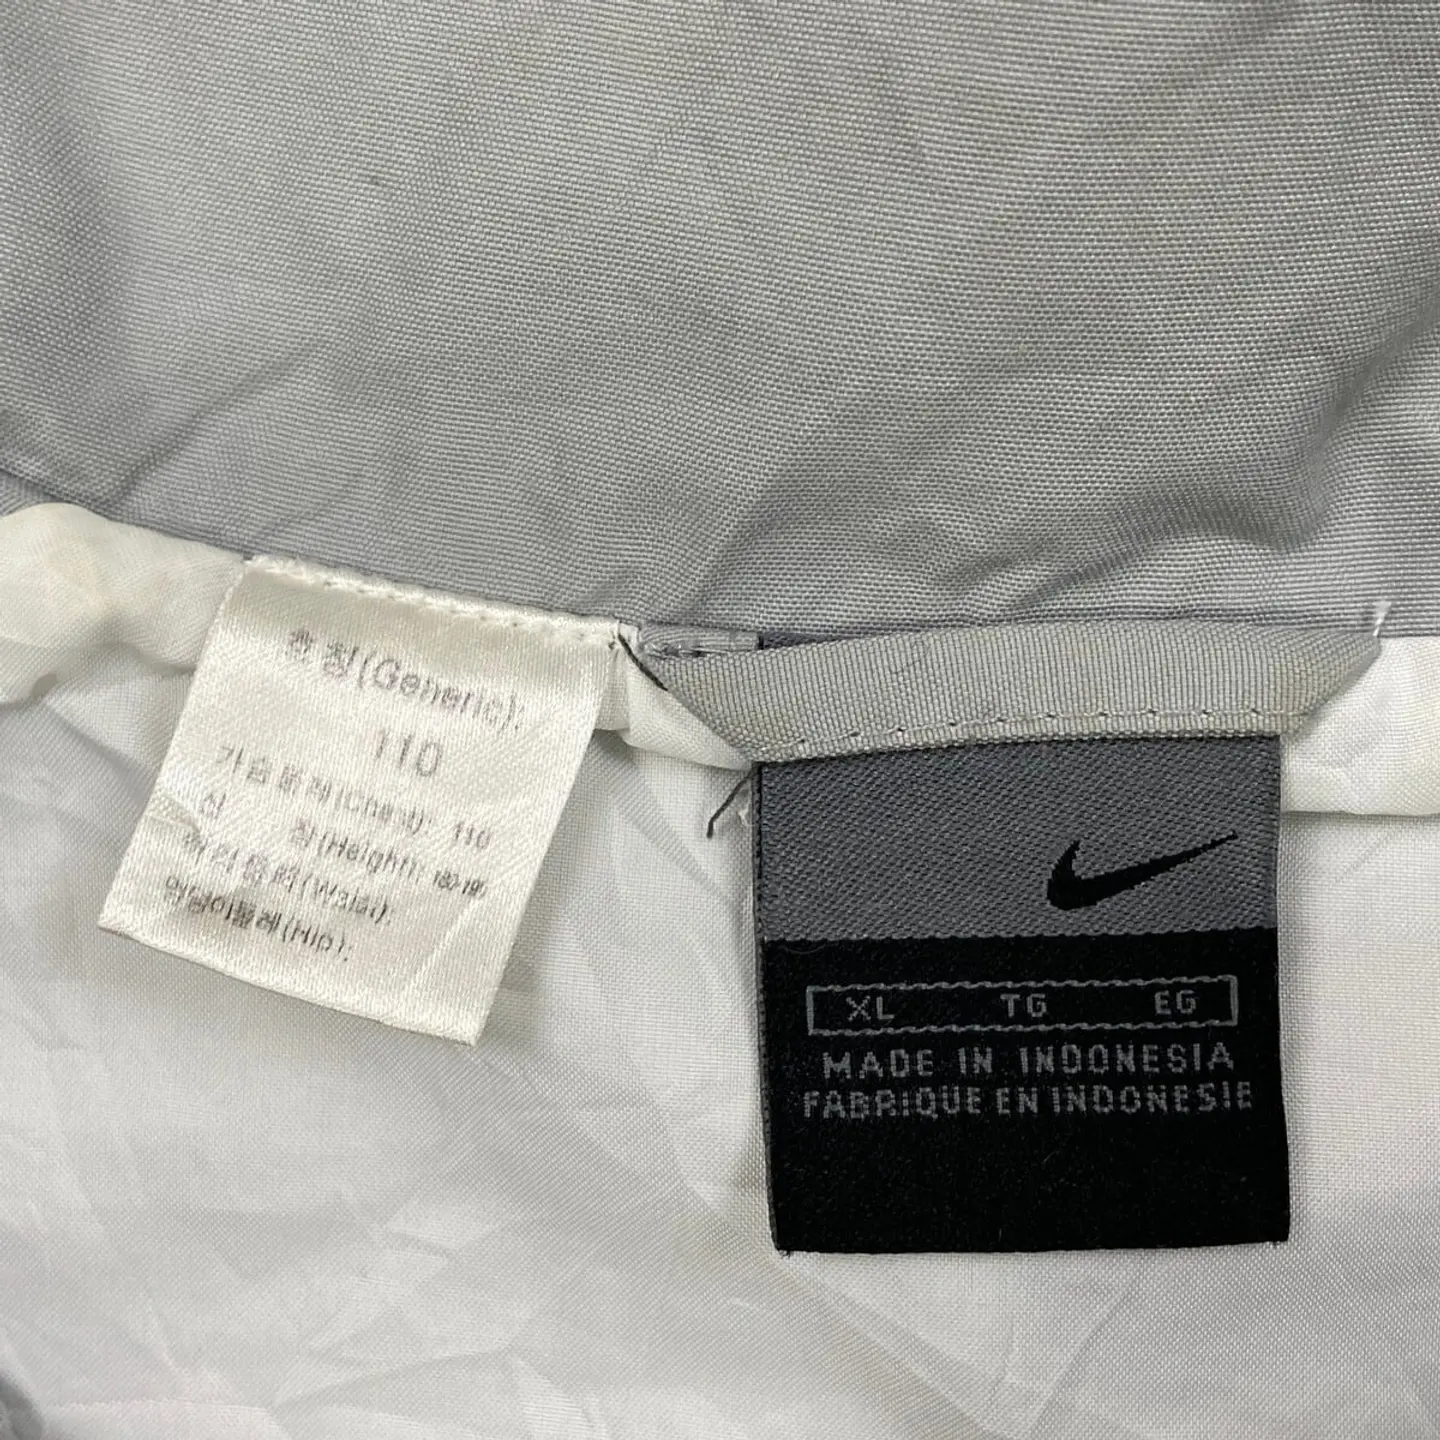 호칭(Generic):
110
가슴둘레(Chest): 110
신 장(Height): 180-195
허리둘레(Waist):
엉덩이둘레(Hip):
XL TG EG
MADE IN INDONESIA
FABRIQUE EN INDONESIE